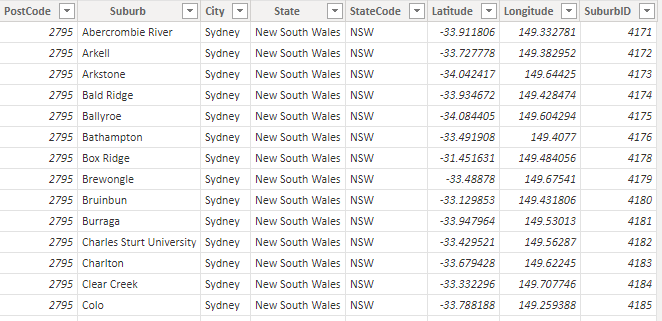 PostCode Suburb City State StateCode Latitude Longitude SuburbID
2795 Abercrombie River Sydney New South Wales NSW -33.911806 149.332781 4171
2795 Arkell Sydney New South Wales NSW -33.727778 149.382952 4172
2795 Arkstone Sydney New South Wales NSW -34.042417 149.64425 4173
2795 Bald Ridge Sydney New South Wales NSW -33.934672 149.428474 4174
2795 Ballyroe Sydney New South Wales NSW -34.084405 149.604294 4175
2795 Bathampton Sydney New South Wales NSW -33.491908 149.4077 4176
2795 Box Ridge Sydney New South Wales NSW -31.451631 149.484056 4178
2795 Brewongle Sydney New South Wales NSW -33.48878 149.67541 4179
2795 Bruinbun Sydney New South Wales NSW -33.129853 149.431806 4180
2795 Burraga Sydney New South Wales NSW -33.947964 149.53013 4181
2795 Charles Sturt University Sydney New South Wales NSW -33.429521 149.56287 4182
2795 Charlton Sydney New South Wales NSW -33.679428 149.62245 4183
2795 Clear Creek Sydney New South Wales NSW -33.332296 149.707746 4184
2795 Colo Sydney New South Wales NSW -33.788188 149.259388 4185